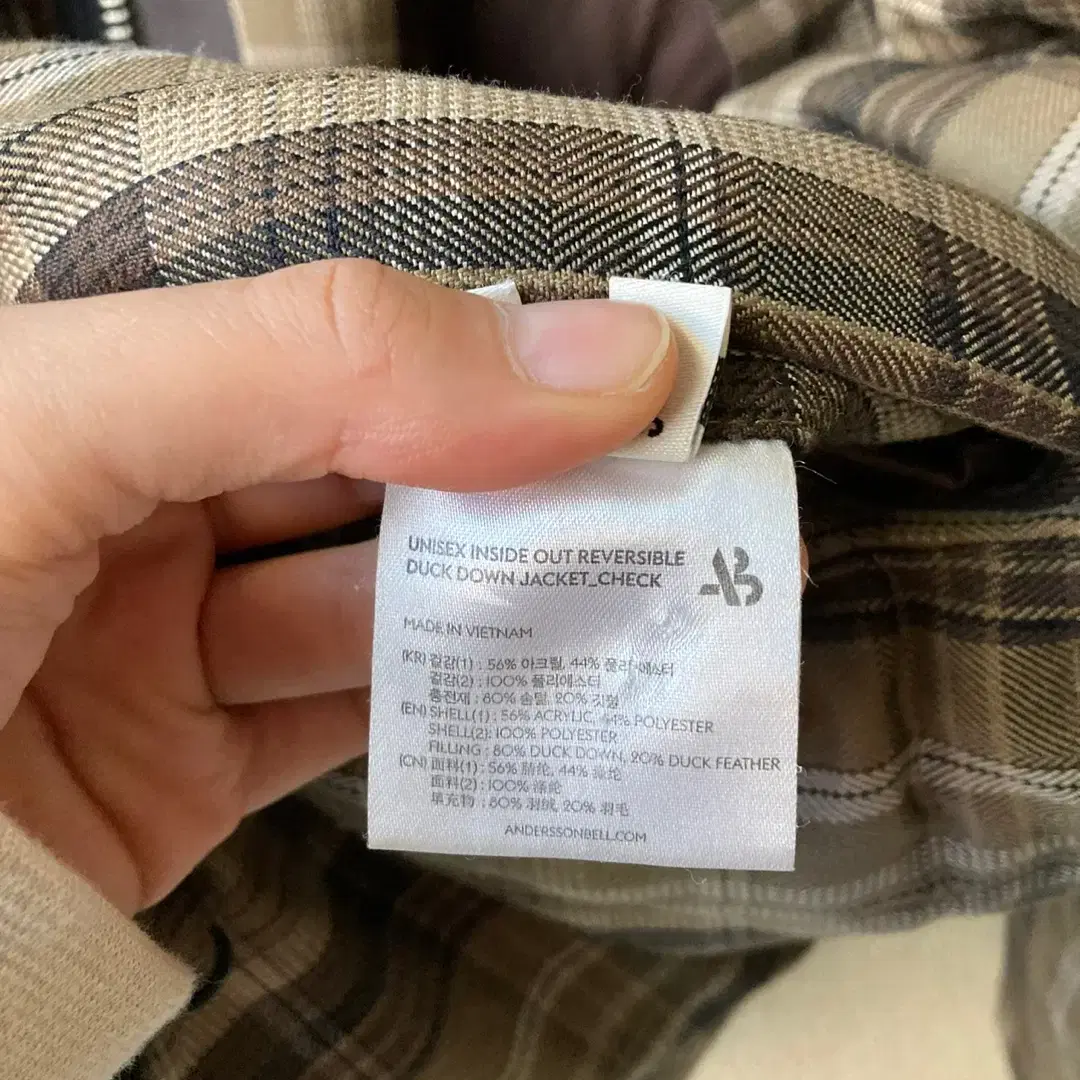 S
UNISEX INSIDE OUT REVERSIBLE
DUCK DOWN JACKET_CHECK
AB
MADE IN VIETNAM
(KR) 겉감(1) : 56% 아크릴, 44% 폴리에스터
겉감(2) : 100% 폴리에스터
충전재 : 80% 솜털, 20% 깃털
(EN) SHELL(1) : 56% ACRYLIC, 44% POLYESTER
SHELL(2): 100% POLYESTER
FILLING : 80% DUCK DOWN, 20% DUCK FEATHER
(CN) 面料(1) : 56% 腈纶, 44% 涤纶
面料(2) : 100% 涤纶
填充物 : 80% 羽绒 20% 羽毛
ANDERSSONBELL.COM